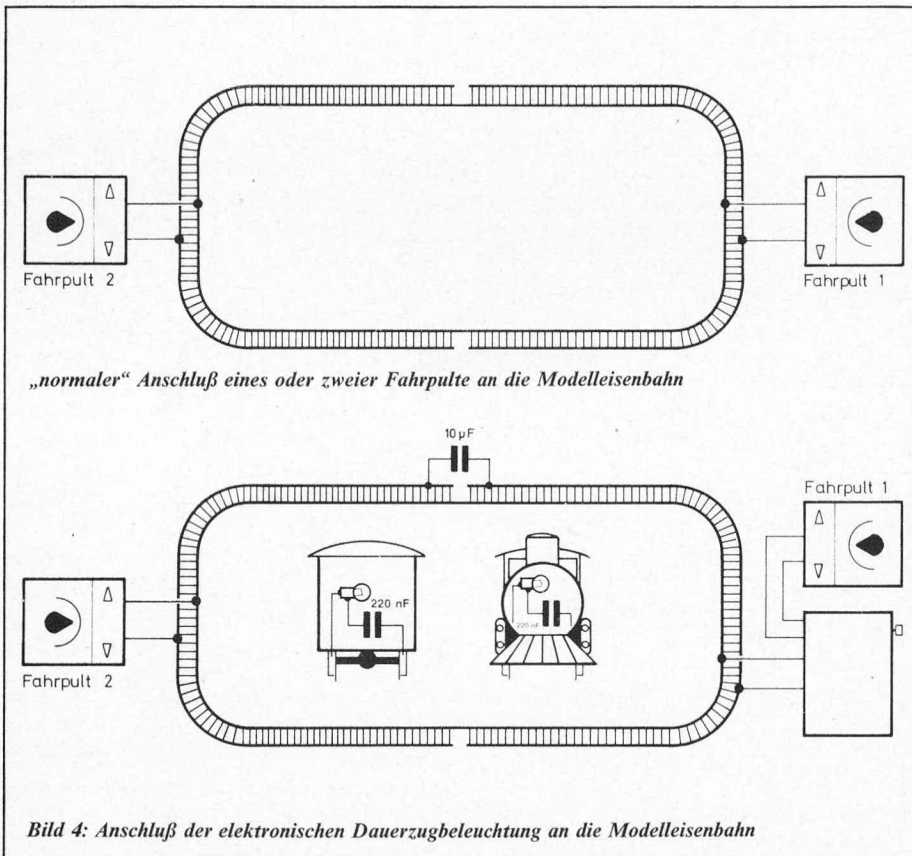 Fahrpult 2
Fahrpult 1
„normaler“ Anschluß eines oder zweier Fahrpulte an die Modelleisenbahn
10 µF
Fahrpult 1
220 nF
220 nF
Fahrpult 2
Bild 4: Anschluß der elektronischen Dauerzugbeleuchtung an die Modelleisenbahn